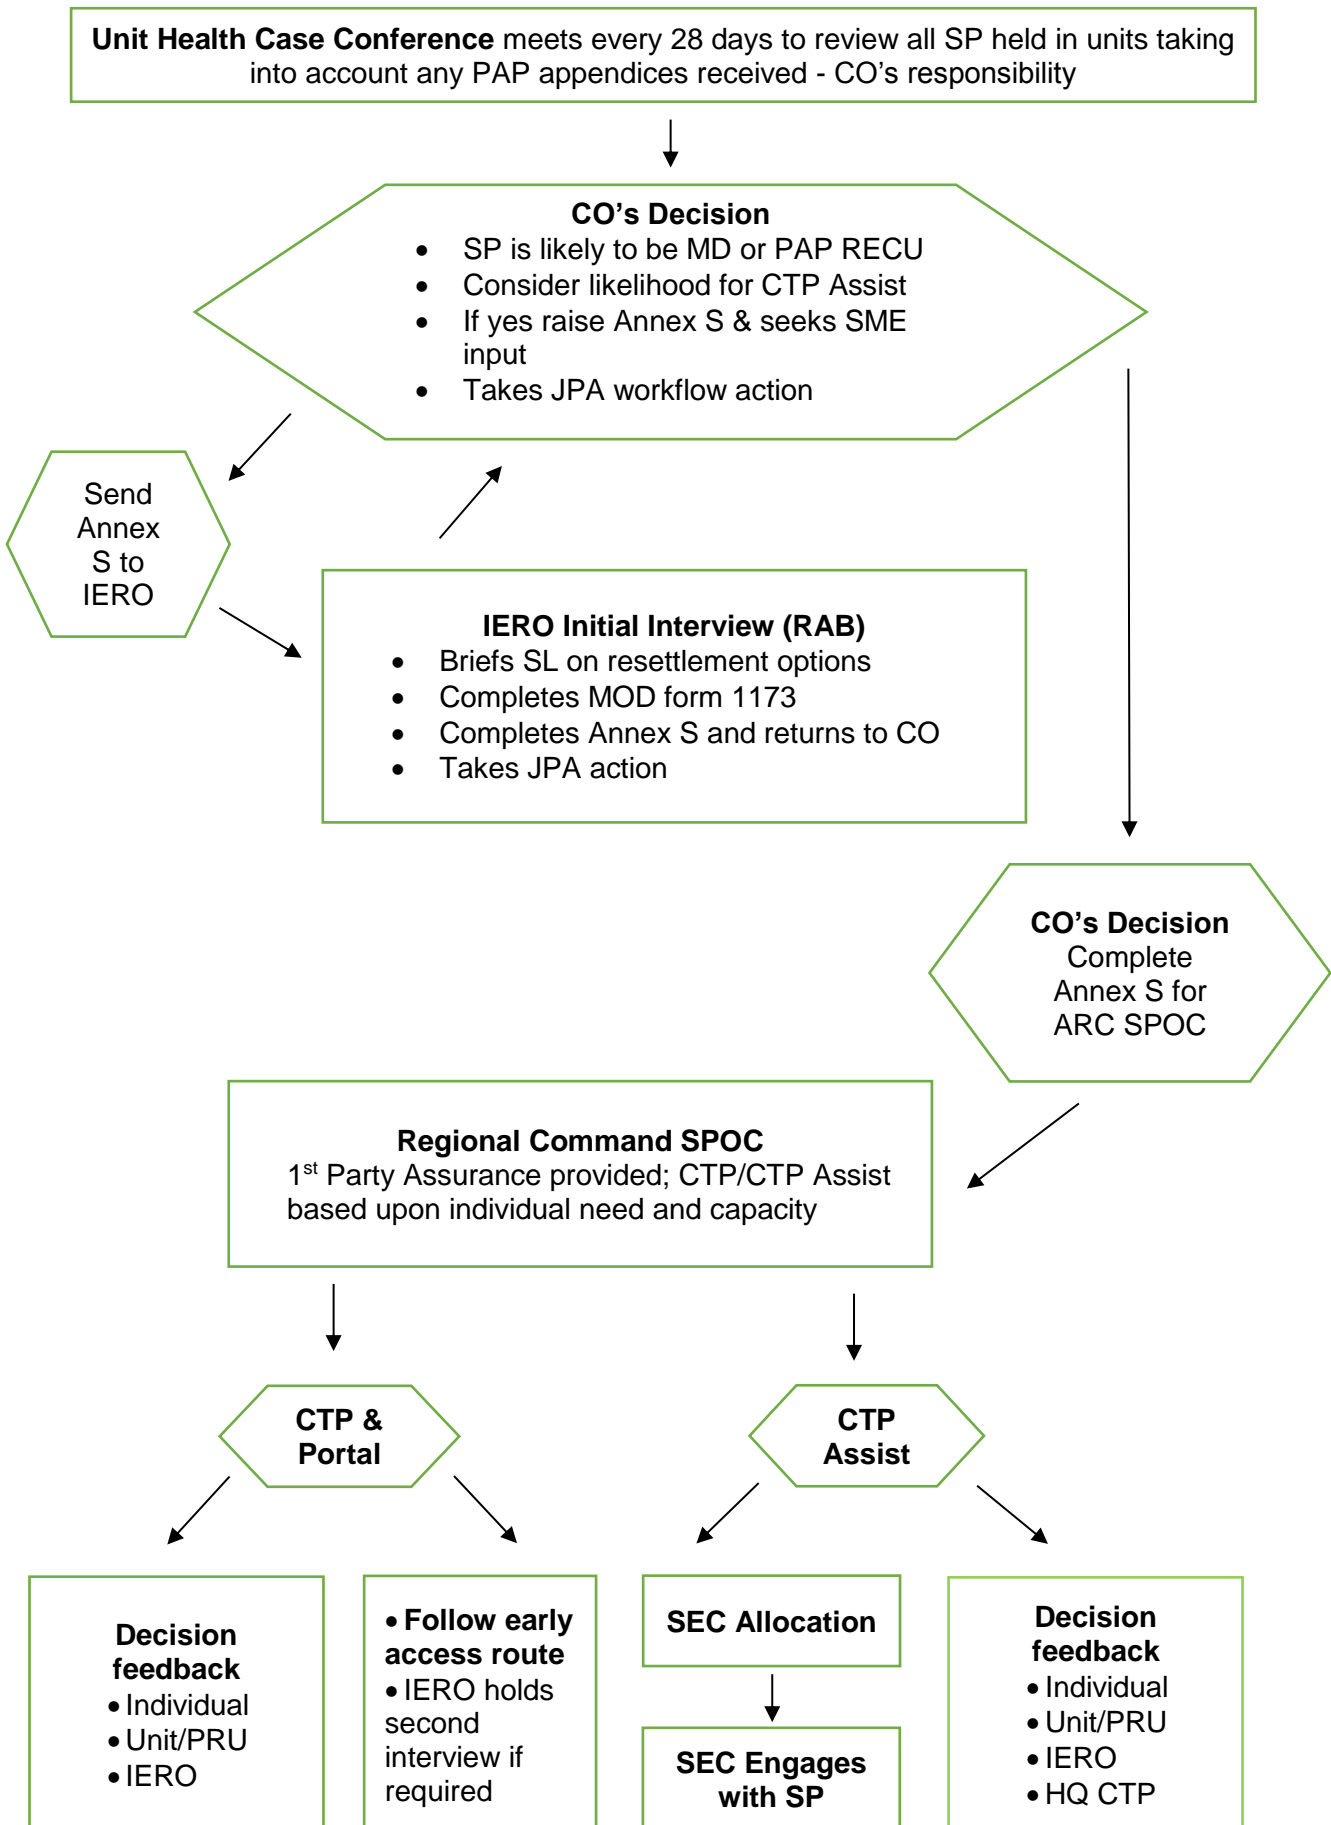 Unit Health Case Conference meets every 28 days to review all SP held in units taking
into account any PAP appendices received - CO's responsibility
CO's Decision
• SP is likely to be MD or PAP RECU
• Consider likelihood for CTP Assist
• If yes raise Annex S & seeks SME
input
• Takes JPA workflow action
Send
Annex
S to
IERO
IERO Initial Interview (RAB)
• Briefs SL on resettlement options
• Completes MOD form 1173
• Completes Annex S and returns to CO
• Takes JPA action
CO's Decision
Complete
Annex S for
ARC SPOC
Regional Command SPOC
1st Party Assurance provided; CTP/CTP Assist
based upon individual need and capacity
CTP &
Portal
CTP
Assist
Decision
feedback
• Individual
• Unit/PRU
• IERO
• Follow early
access route
• IERO holds
second
interview if
required
SEC Allocation
SEC Engages
with SP
Decision
feedback
• Individual
• Unit/PRU
• IERO
• HQ CTP